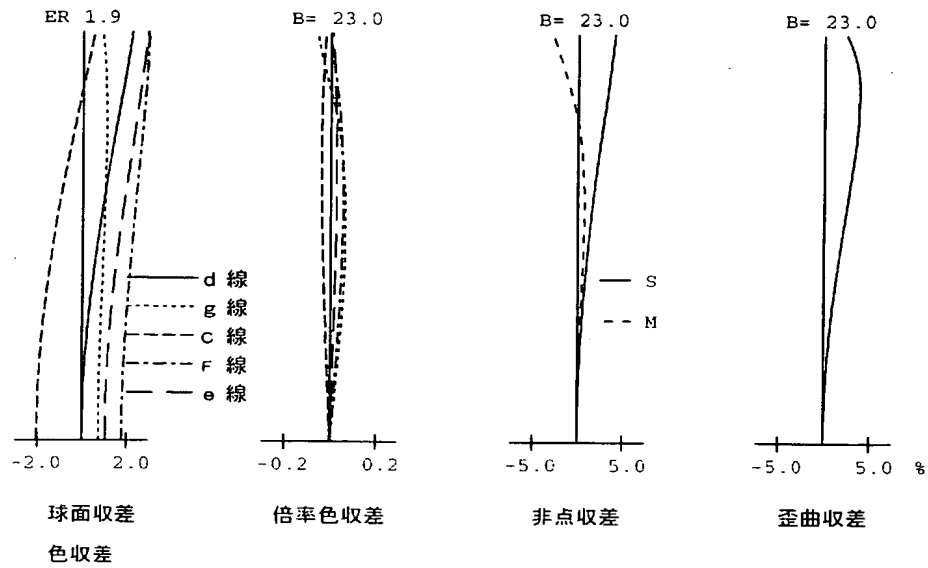 ER 1.9
B= 23.0
B= 23.0
B= 23.0
d 線
g 線
C 線
F 線
e 線
S
M
-2.0 2.0
-0.2 0.2
-5.0 5.0
-5.0 5.0 %
球面収差
色収差
倍率色収差
非点収差
歪曲収差